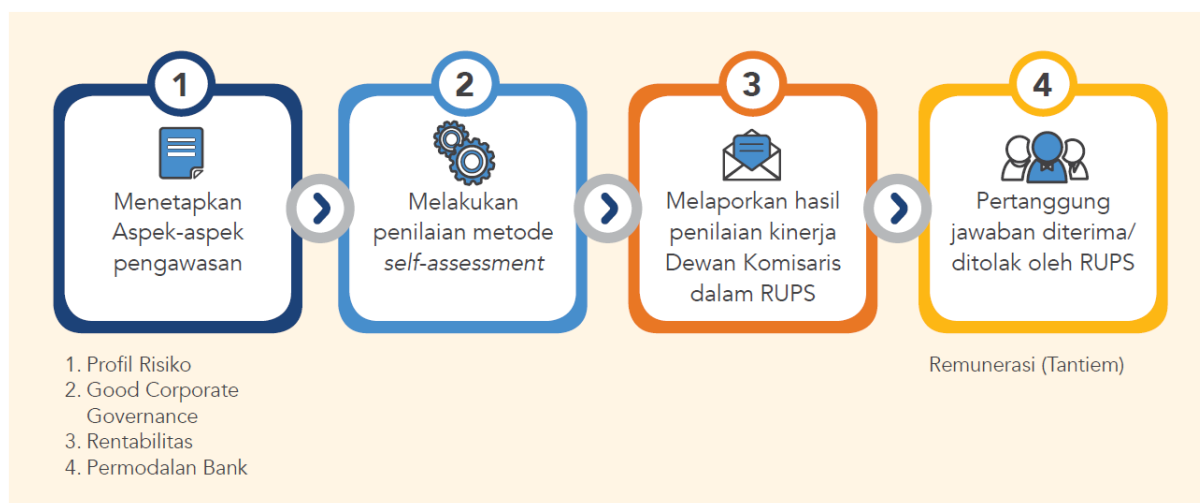 1
Menetapkan
Aspek-aspek
pengawasan
1. Profil Risiko
2. Good Corporate
Governance
3. Rentabilitas
4. Permodalan Bank
2
Melakukan
penilaian metode
self-assessment
3
Melaporkan hasil
penilaian kinerja
Dewan Komisaris
dalam RUPS
4
Pertanggung
jawaban diterima/
ditolak oleh RUPS
Remunerasi (Tantiem)